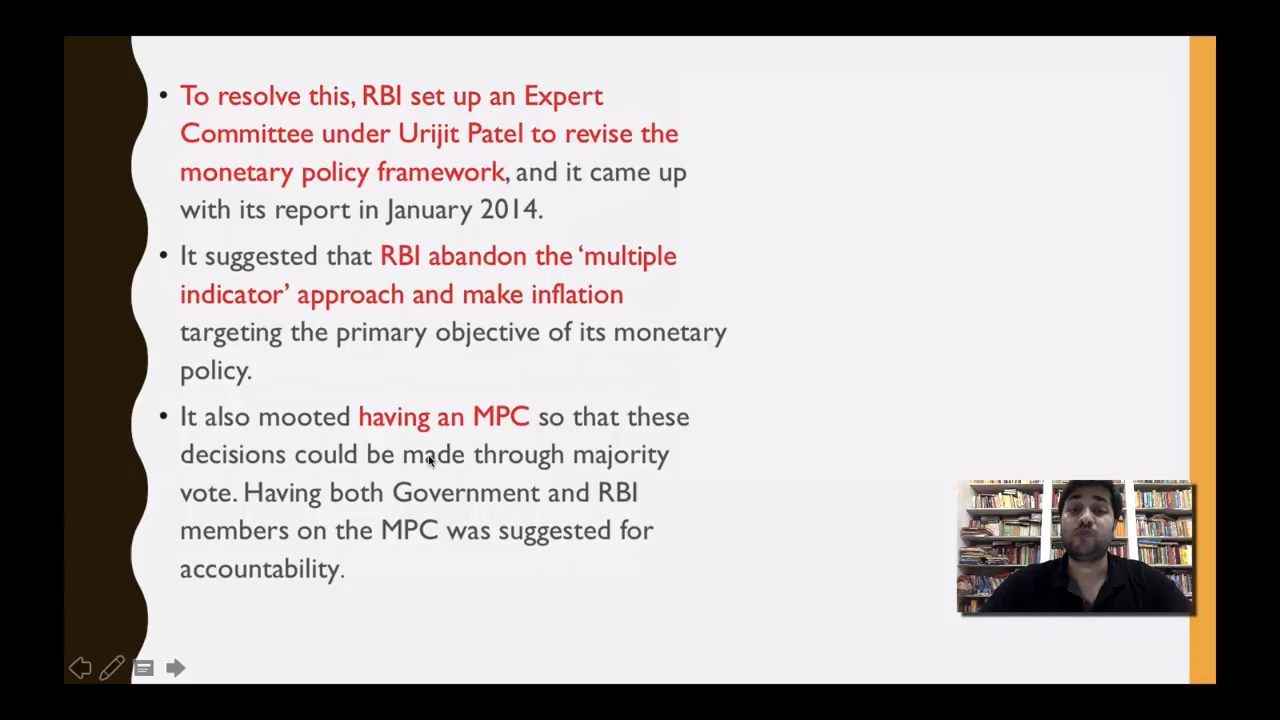 • To resolve this, RBI set up an Expert
Committee under Urijit Patel to revise the
monetary policy framework, and it came up
with its report in January 2014.
• It suggested that RBI abandon the ‘multiple
indicator’ approach and make inflation
targeting the primary objective of its monetary
policy.
• It also mooted having an MPC so that these
decisions could be made through majority
vote. Having both Government and RBI
members on the MPC was suggested for
accountability.